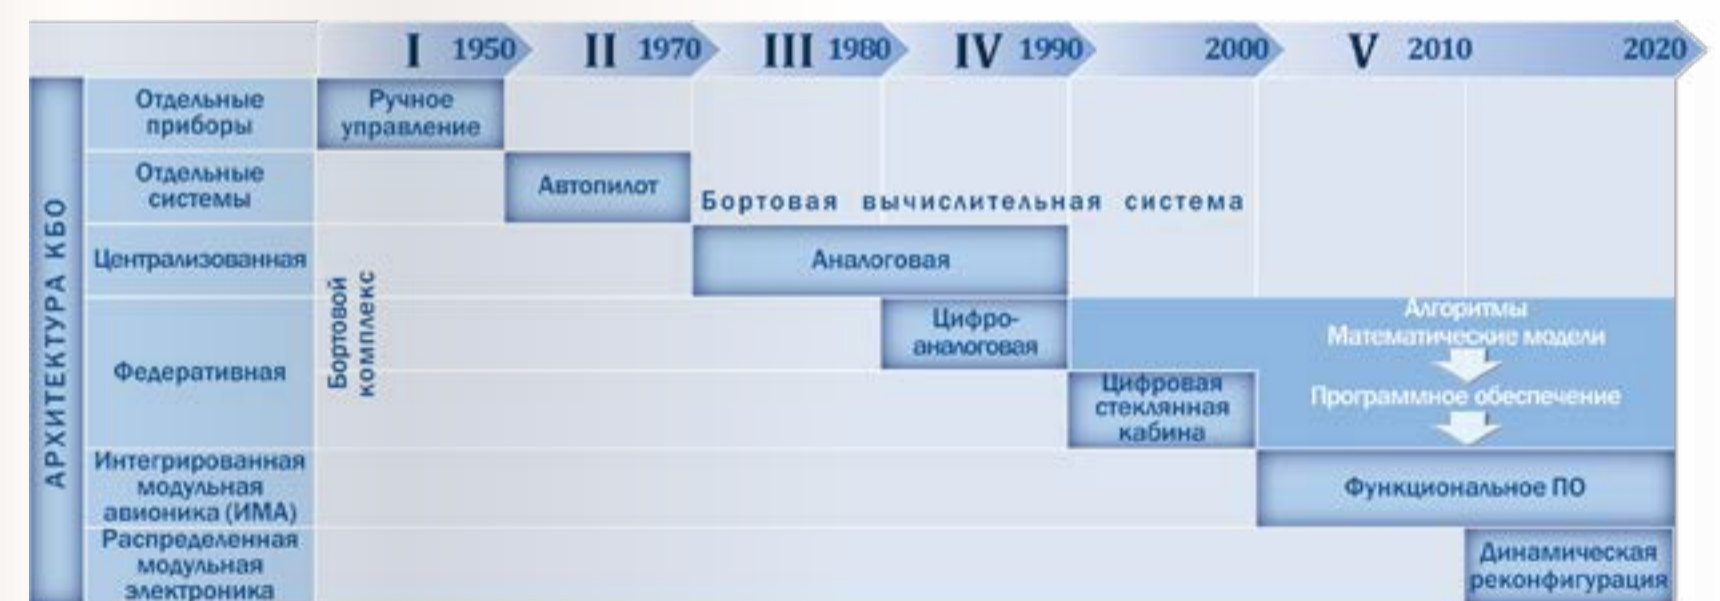 I 1950 II 1970 III 1980 IV 1990 2000 V 2010 2020
АРХИТЕКТУРА КБО
Отдельные
приборы
Ручное
управление
Отдельные
системы
Автопилот
Бортовая вычислительная система
Централизованная
Аналоговая
Бортовой
комплекс
Федеративная
Цифро-
аналоговая
Цифровая
стеклянная
кабина
Алгоритмы
Математические модели
Программное обеспечение
Интегрированная
модульная
авионика (ИМА)
Функциональное ПО
Распределенная
модульная
электроника
Динамическая
реконфигурация